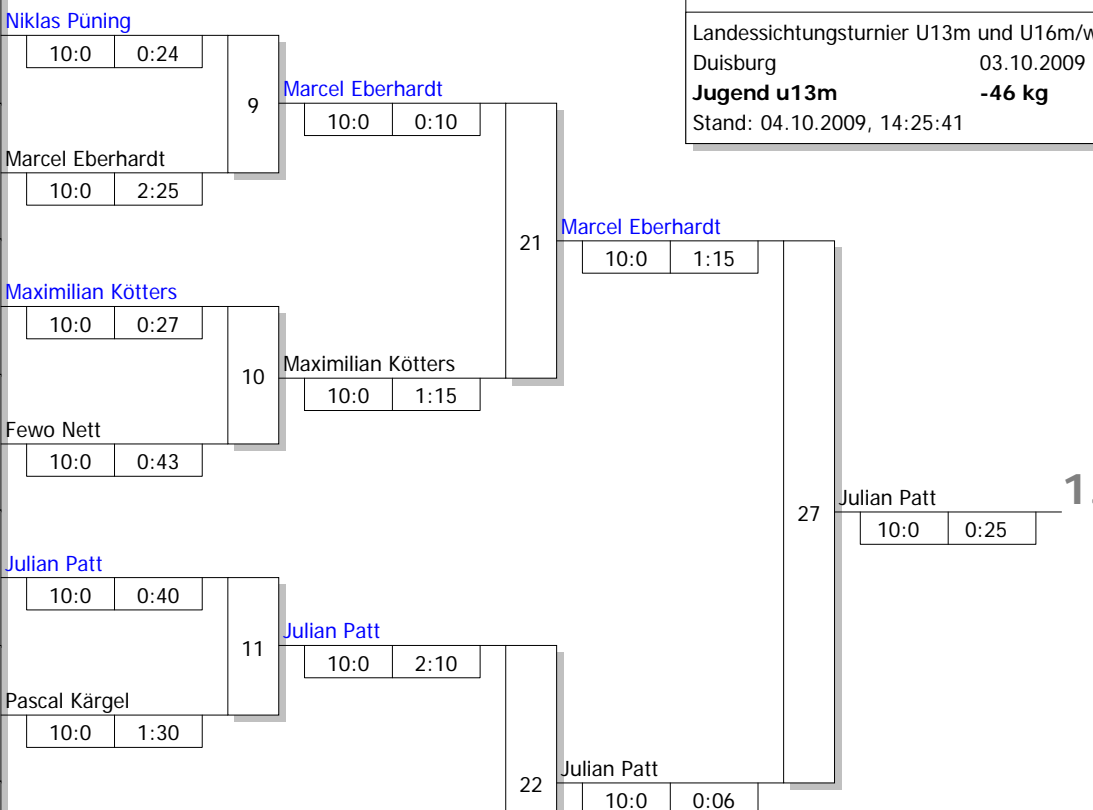 Niklas Püning
10:0 0:24
9
Marcel Eberhardt
10:0 0:10
Marcel Eberhardt
10:0 2:25
Landessichtungsturnier U13m und U16m/w
Duisburg 03.10.2009
Jugend u13m -46 kg
Stand: 04.10.2009, 14:25:41
21
Marcel Eberhardt
10:0 1:15
Maximilian Kötters
10:0 0:27
10
Maximilian Kötters
10:0 1:15
Fewo Nett
10:0 0:43
27
Julian Patt
10:0 0:25
1.
Julian Patt
10:0 0:40
11
Julian Patt
10:0 2:10
Pascal Kärgel
10:0 1:30
22
Julian Patt
10:0 0:06